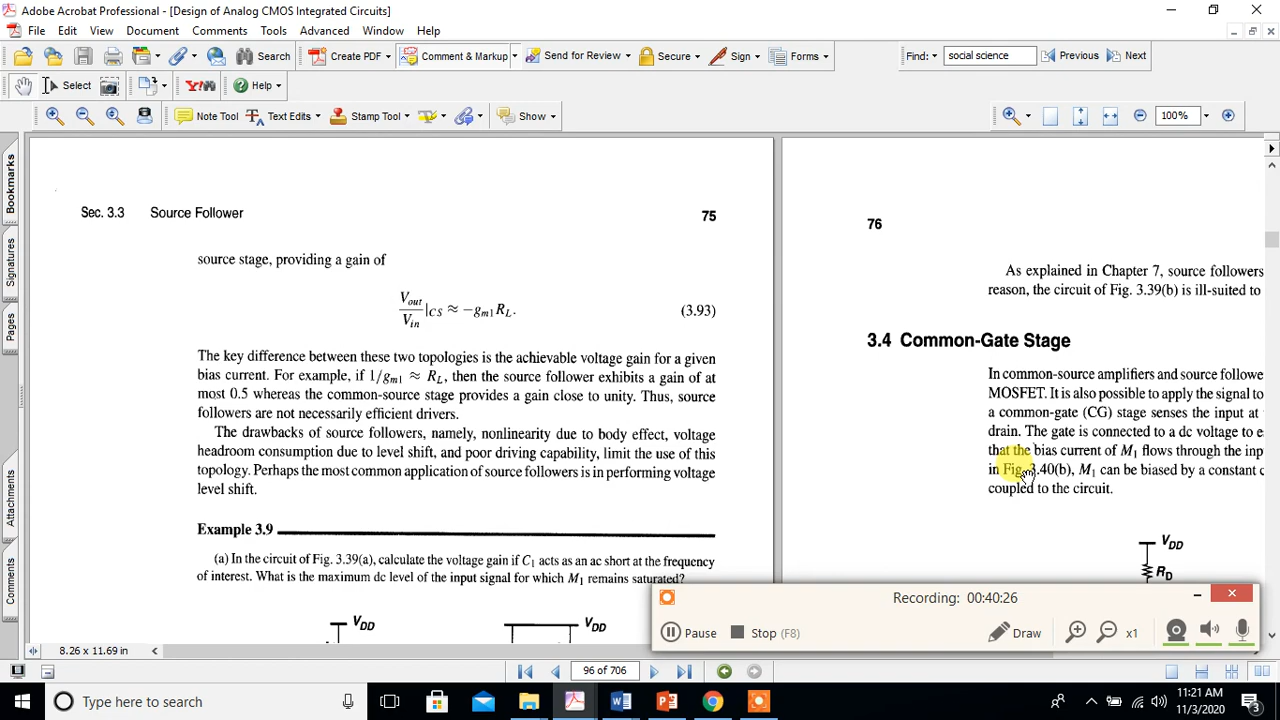 Adobe Acrobat Professional - [Design of Analog CMOS Integrated Circuits]
File Edit View Document Comments Tools Advanced Window Help
Search Create PDF Comment & Markup Send for Review Secure Sign Forms Find: social science Previous Next
Select Y! Help
Note Tool Text Edits Stamp Tool Show 100%
Bookmarks
Signatures
Pages
Attachments
Comments
Sec. 3.3 Source Follower 75
source stage, providing a gain of
Vout/Vin |CS ≈ −gm1RL. (3.93)
The key difference between these two topologies is the achievable voltage gain for a given
bias current. For example, if 1/gm1 ≈ RL, then the source follower exhibits a gain of at
most 0.5 whereas the common-source stage provides a gain close to unity. Thus, source
followers are not necessarily efficient drivers.
The drawbacks of source followers, namely, nonlinearity due to body effect, voltage
headroom consumption due to level shift, and poor driving capability, limit the use of this
topology. Perhaps the most common application of source followers is in performing voltage
level shift.
Example 3.9
(a) In the circuit of Fig. 3.39(a), calculate the voltage gain if C1 acts as an ac short at the frequency
of interest. What is the maximum dc level of the input signal for which M1 remains saturated?
VDD VDD
76
As explained in Chapter 7, source followers
reason, the circuit of Fig. 3.39(b) is ill-suited to
3.4 Common-Gate Stage
In common-source amplifiers and source followe
MOSFET. It is also possible to apply the signal to
a common-gate (CG) stage senses the input at
drain. The gate is connected to a dc voltage to e
that the bias current of M1 flows through the inp
in Fig. 3.40(b), M1 can be biased by a constant c
coupled to the circuit.
VDD
RD
Recording: 00:40:26
Pause Stop (F8) Draw x1
8.26 x 11.69 in 96 of 706
Type here to search
11:21 AM
11/3/2020
3